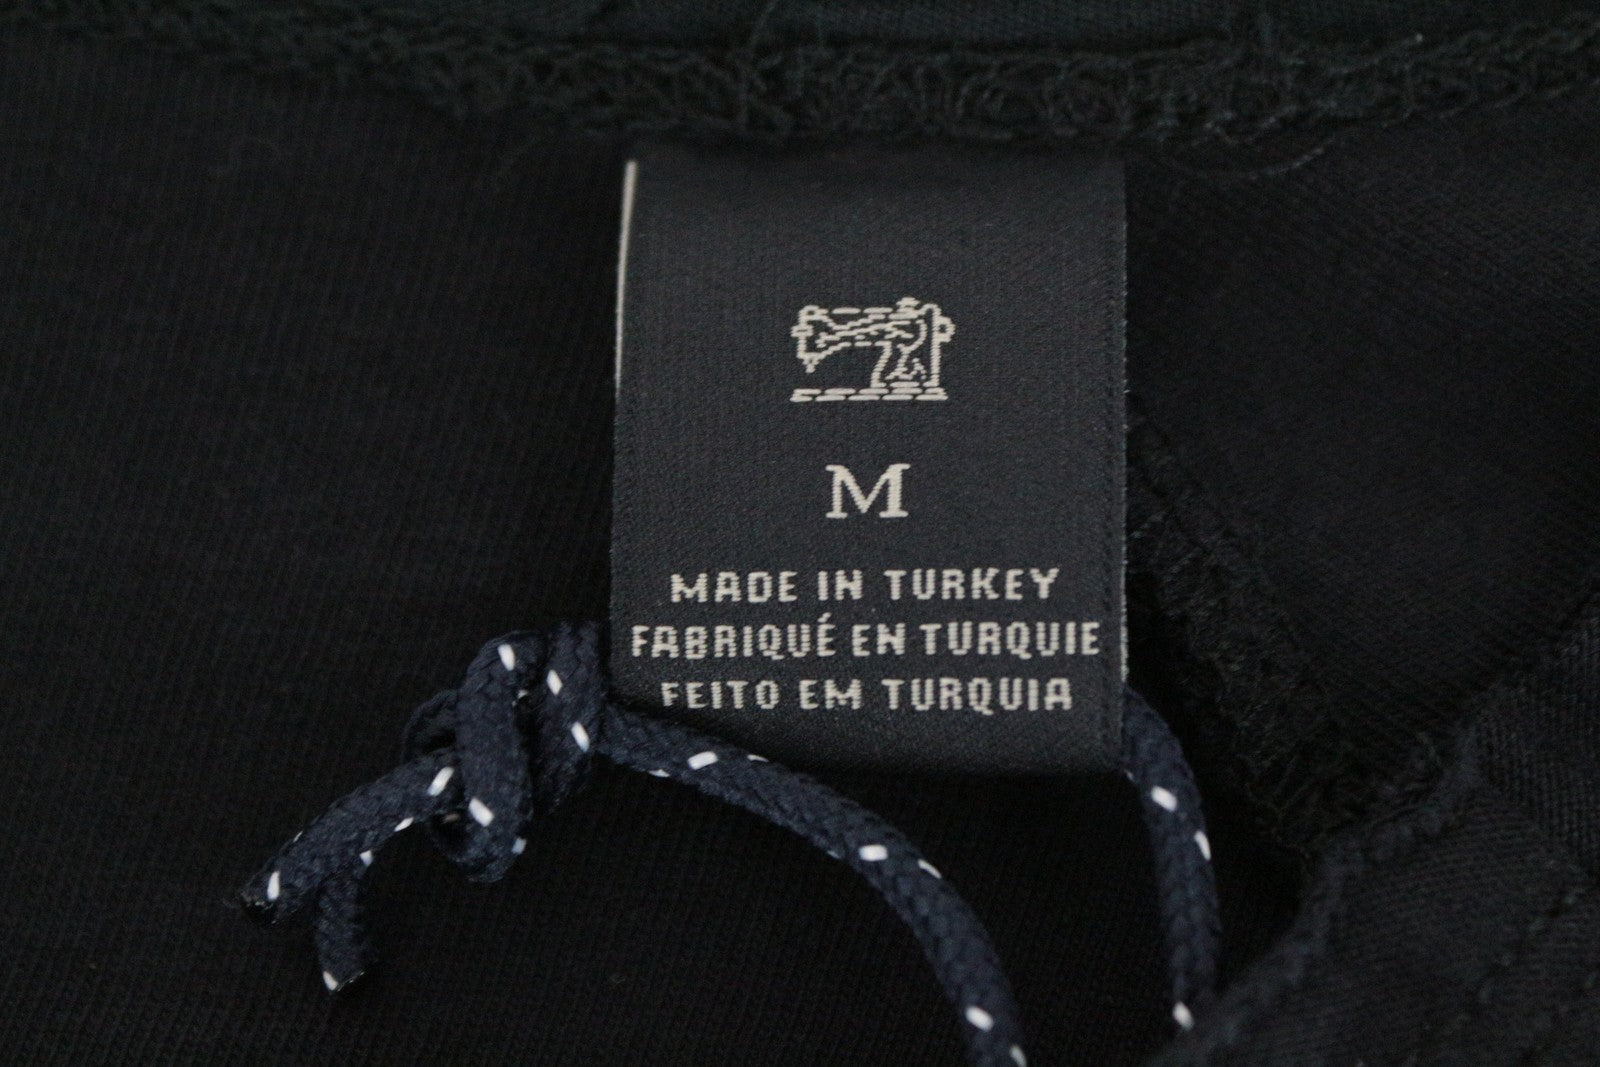 M
MADE IN TURKEY
FABRIQUÉ EN TURQUIE
FEITO EM TURQUIA